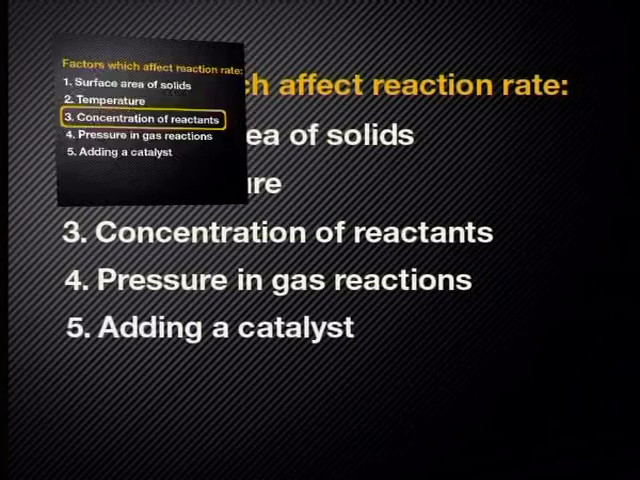 Factors which affect reaction rate:
1. Surface area of solids
2. Temperature
3. Concentration of reactants
4. Pressure in gas reactions
5. Adding a catalyst
ch affect reaction rate:
ea of solids
ure
3. Concentration of reactants
4. Pressure in gas reactions
5. Adding a catalyst